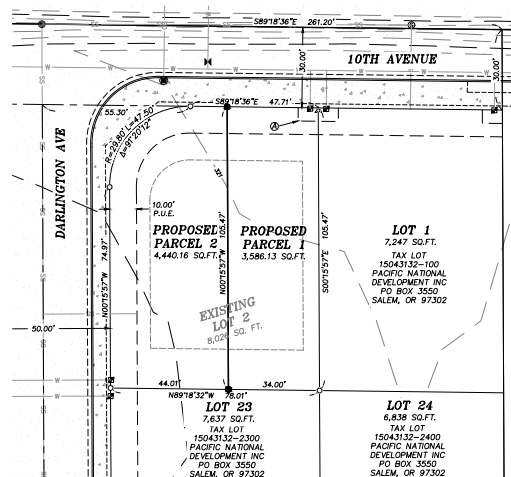 S89'18'36"E 261.20'
10TH AVENUE
30.00'
30.00'
S89'18'36"E 47.71'
55.30'
R=29.80' L=47.50'
Δ=91'20'12"
A
DARLINGTON AVE
10.00'
P.U.E.
321
PROPOSED
PARCEL 2
4,440.16 SQ.FT.
PROPOSED
PARCEL 1
3,586.13 SQ.FT.
N00'15'57"W 74.97'
N00'15'57"W 105.47'
S00'15'57"E 105.47'
LOT 1
7,247 SQ.FT.
TAX LOT
15043132-100
PACIFIC NATIONAL
DEVELOPMENT INC
PO BOX 3550
SALEM, OR 97302
EXISTING
LOT 2
8,026 SQ. FT.
50.00'
44.01'
34.00'
N89'18'32"W 78.01'
LOT 23
7,637 SQ.FT.
TAX LOT
15043132-2300
PACIFIC NATIONAL
DEVELOPMENT INC
PO BOX 3550
SALEM, OR 97302
LOT 24
6,838 SQ.FT.
TAX LOT
15043132-2400
PACIFIC NATIONAL
DEVELOPMENT INC
PO BOX 3550
SALEM, OR 97302